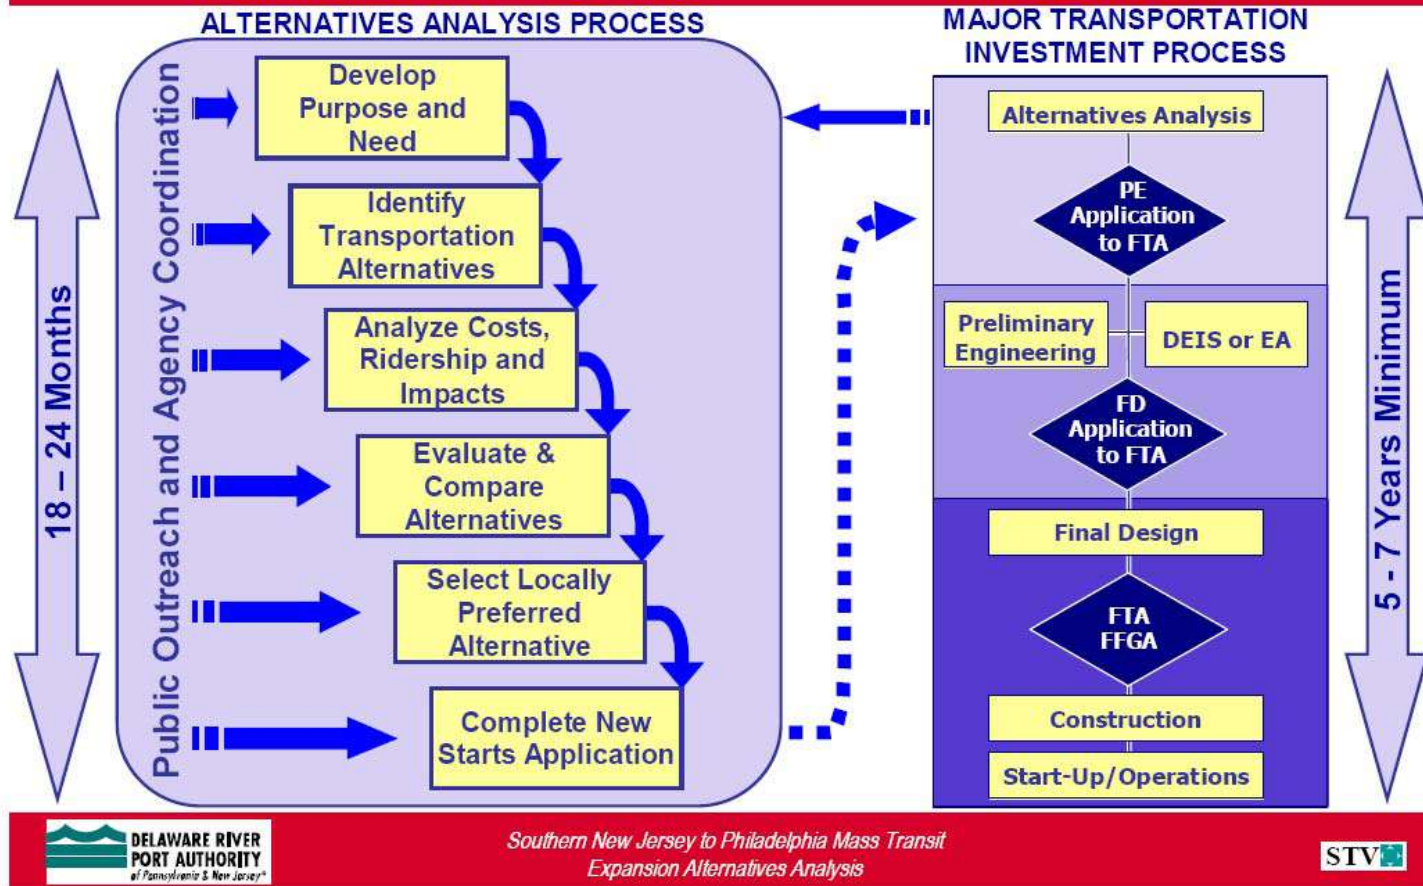 ALTERNATIVES ANALYSIS PROCESS
18 – 24 Months
Public Outreach and Agency Coordination
Develop
Purpose and
Need
Identify
Transportation
Alternatives
Analyze Costs,
Ridership and
Impacts
Evaluate &
Compare
Alternatives
Select Locally
Preferred
Alternative
Complete New
Starts Application
MAJOR TRANSPORTATION
INVESTMENT PROCESS
Alternatives Analysis
PE
Application
to FTA
Preliminary
Engineering
DEIS or EA
FD
Application
to FTA
Final Design
FTA
FFGA
Construction
Start-Up/Operations
5 - 7 Years Minimum
DELAWARE RIVER
PORT AUTHORITY
of Pennsylvania & New Jersey
Southern New Jersey to Philadelphia Mass Transit
Expansion Alternatives Analysis
STV